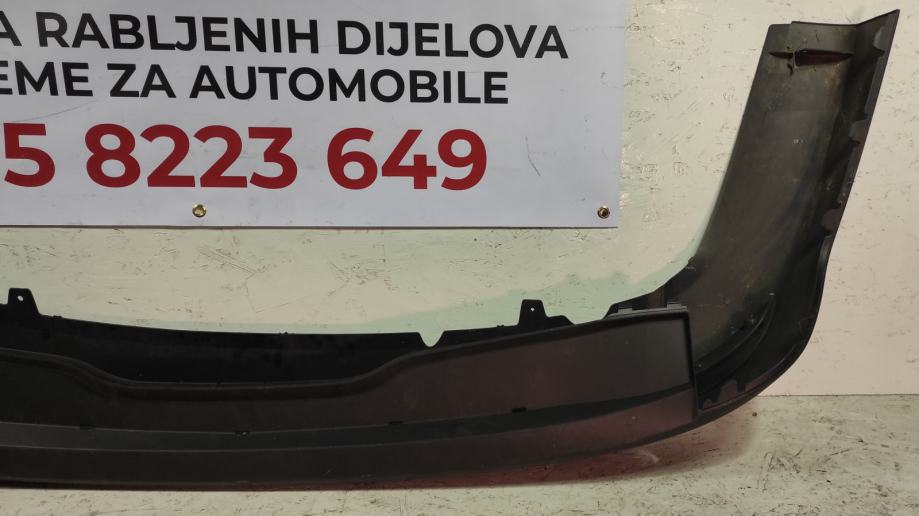 A RABLJENIH DIJELOVA
EME ZA AUTOMOBILE
5 8223 649